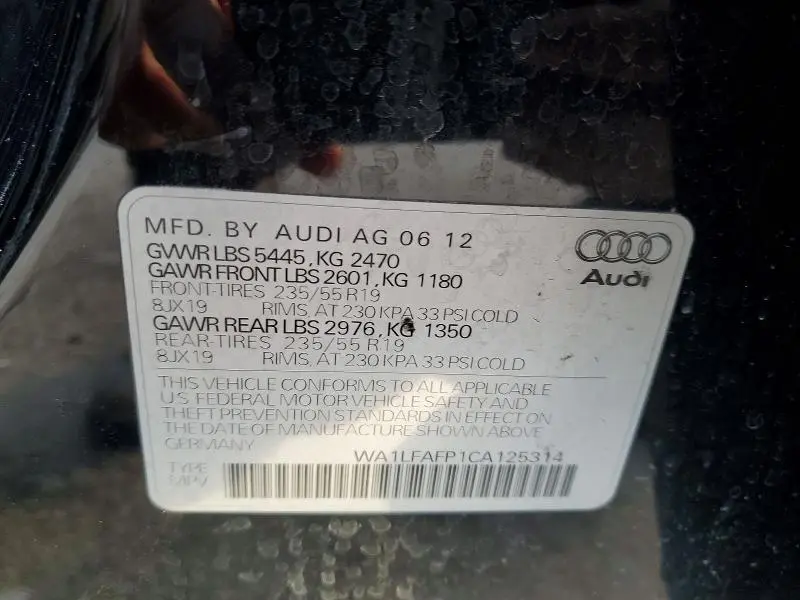 MFD. BY AUDI AG 06 12
GVWR LBS 5445, KG 2470
GAWR FRONT LBS 2601, KG 1180
FRONT-TIRES 235/55 R19
8JX19 RIMS, AT 230 KPA 33 PSI COLD
GAWR REAR LBS 2976, KG 1350
REAR-TIRES 235/55 R19
8JX19 RIMS, AT 230 KPA 33 PSI COLD
Audi
THIS VEHICLE CONFORMS TO ALL APPLICABLE
U.S. FEDERAL MOTOR VEHICLE SAFETY AND
THEFT PREVENTION STANDARDS IN EFFECT ON
THE DATE OF MANUFACTURE SHOWN ABOVE
GERMANY
WA1LFAFP1CA125314
TYPE
MPV